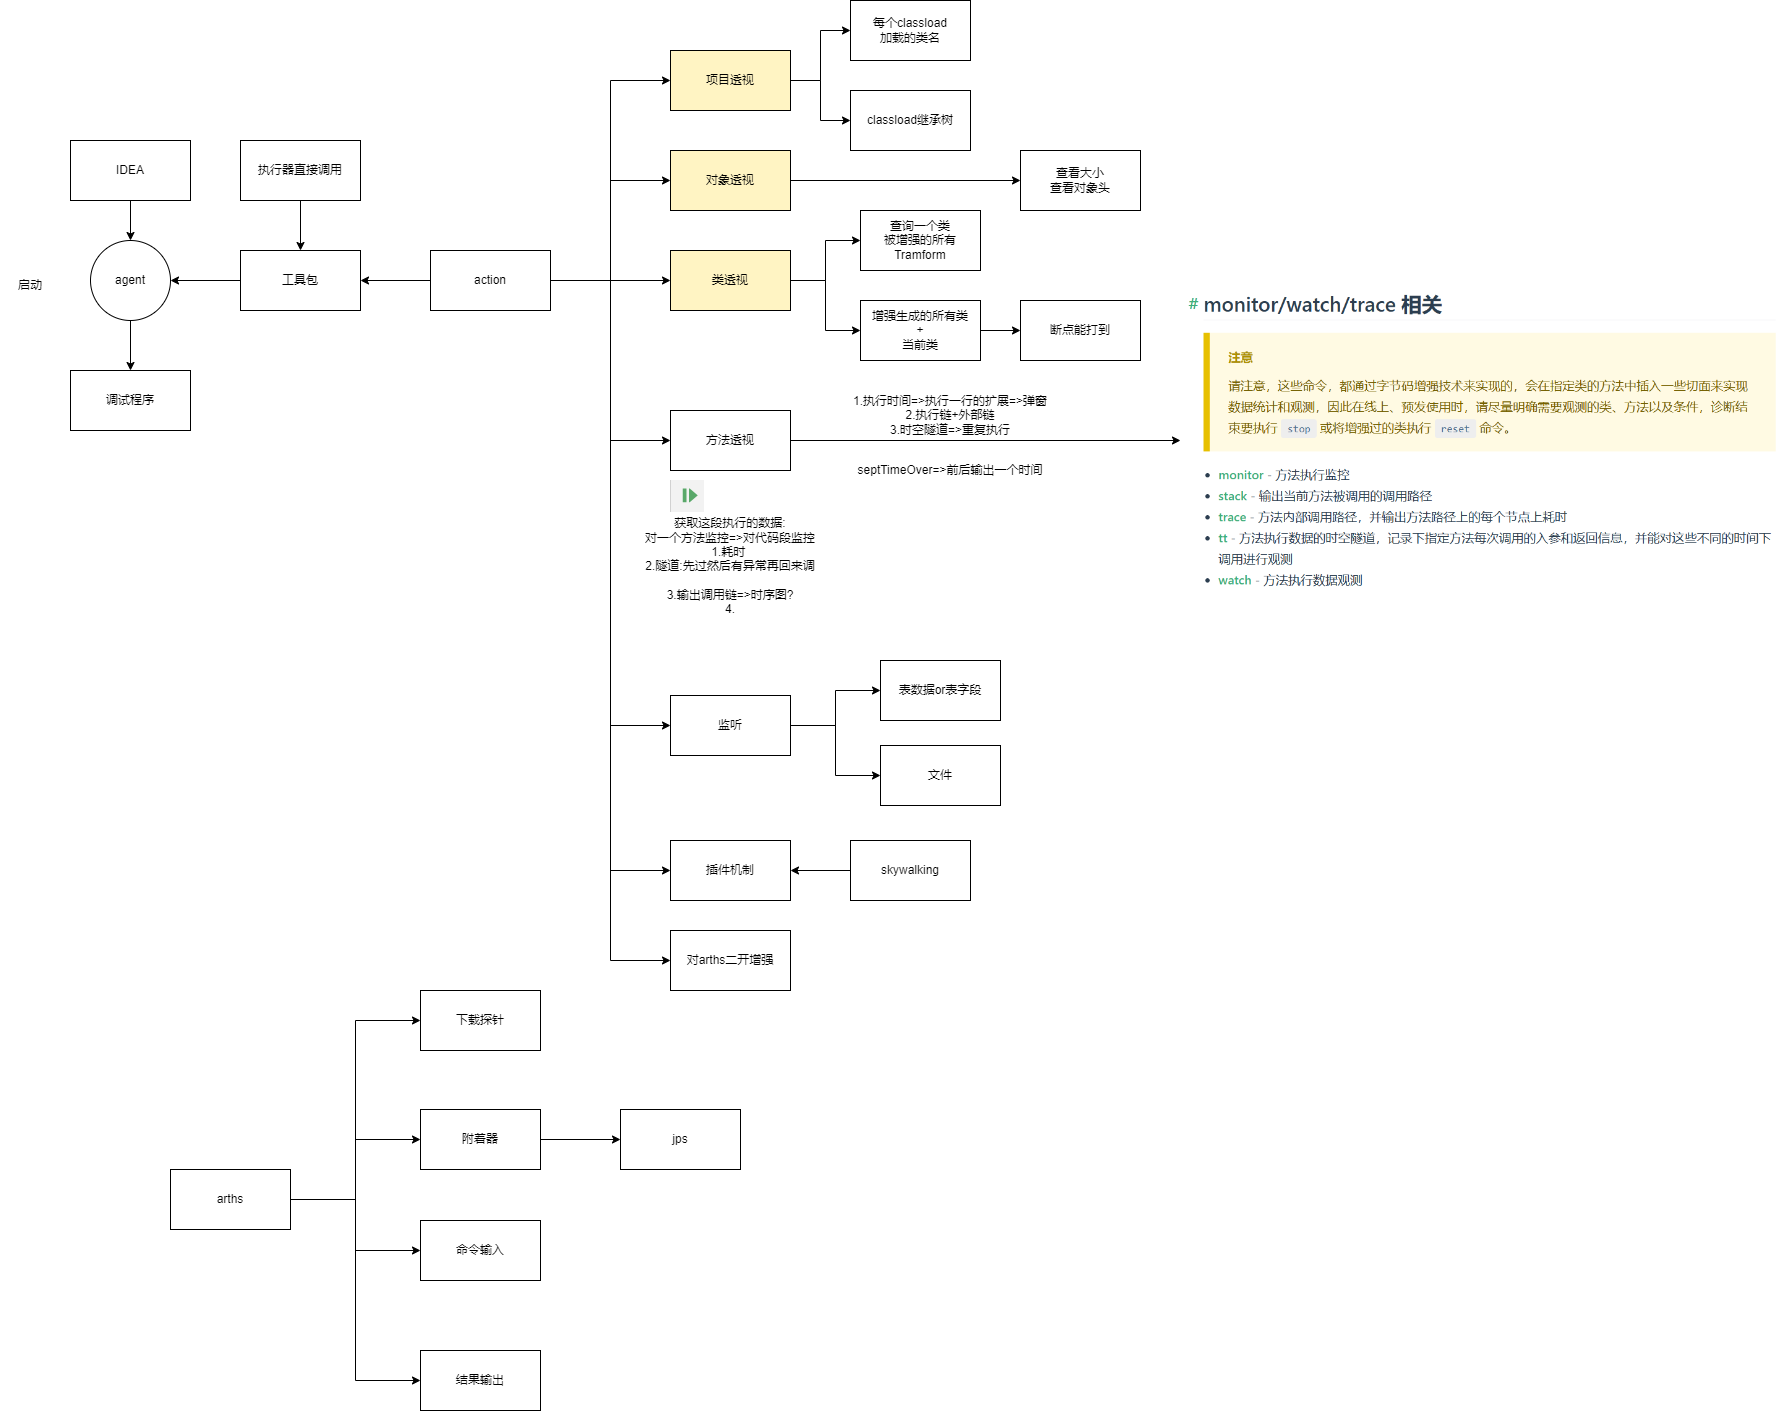 每个classload
加载的类名
项目透视
classload继承树
IDEA
执行器直接调用
对象透视
查看大小
查看对象头
查询一个类
被增强的所有
Tramform
启动
agent
工具包
action
类透视
增强生成的所有类
+
当前类
断点能打到
调试程序
1.执行时间=>执行一行的扩展=>弹窗
2.执行链+外部链
3.时空隧道=>重复执行
方法透视
septTimeOver=>前后输出一个时间
获取这段执行的数据:
对一个方法监控=>对代码段监控
1.耗时
2.隧道:先过然后有异常再回来调
3.输出调用链=>时序图?
4.
# monitor/watch/trace 相关
注意
请注意，这些命令，都通过字节码增强技术来实现的，会在指定类的方法中插入一些切面来实现
数据统计和观测，因此在线上、预发使用时，请尽量明确需要观测的类、方法以及条件，诊断结
束要执行 stop 或将增强过的类执行 reset 命令。
• monitor - 方法执行监控
• stack - 输出当前方法被调用的调用路径
• trace - 方法内部调用路径，并输出方法路径上的每个节点上耗时
• tt - 方法执行数据的时空隧道，记录下指定方法每次调用的入参和返回信息，并能对这些不同的时间下
调用进行观测
• watch - 方法执行数据观测
表数据or表字段
监听
文件
插件机制
skywalking
对arths二开增强
下载探针
附着器
jps
arths
命令输入
结果输出